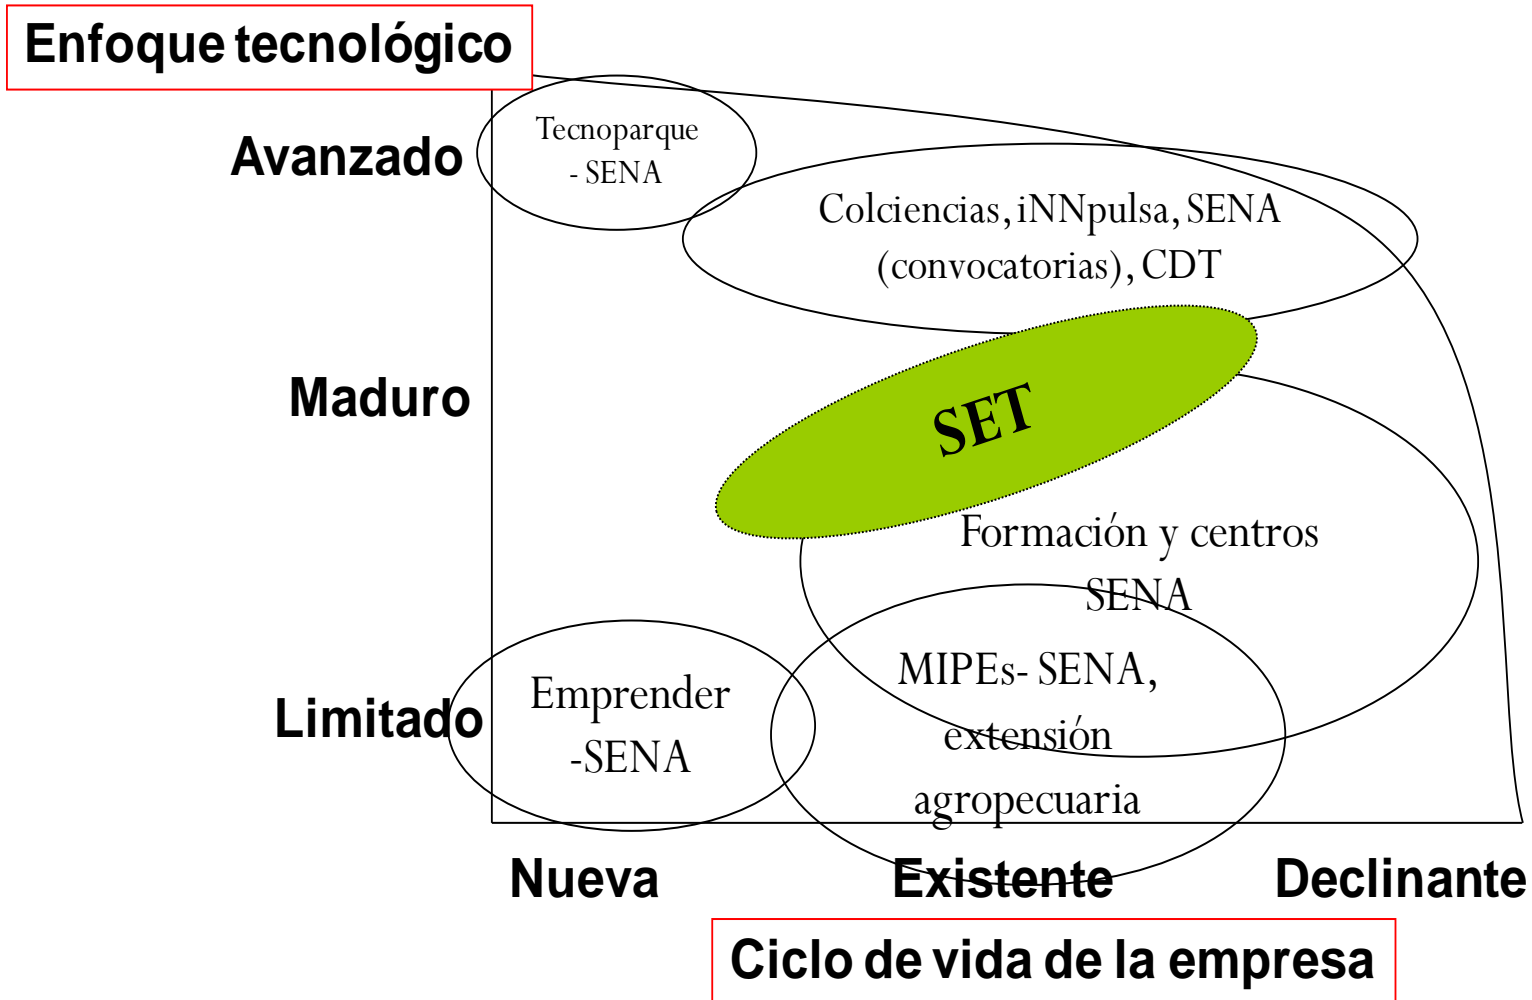 Enfoque tecnológico
Avanzado
Tecnoparque
- SENA
Colciencias, iNNpulsa, SENA
(convocatorias), CDT
Maduro
SET
Formación y centros
SENA
Limitado
Emprender
-SENA
MIPEs- SENA,
extensión
agropecuaria
Nueva
Existente
Declinante
Ciclo de vida de la empresa